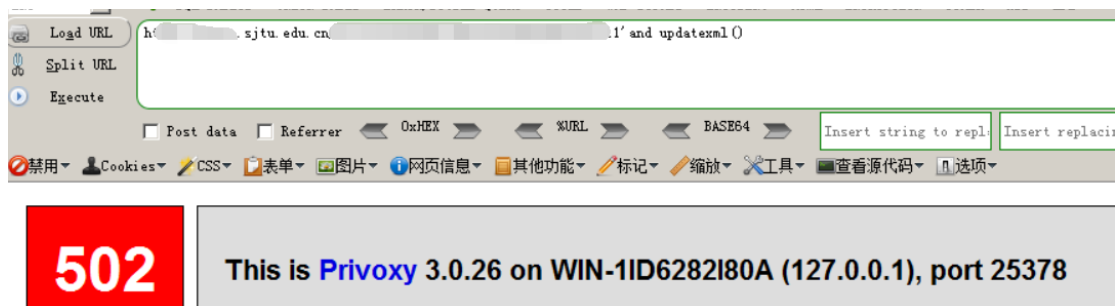 Load URL
h .sjtu.edu.cn/ .1'and updatexml()
Split URL
Execute
Post data Referrer 0xHEX %URL BASE64 Insert string to repl Insert replacin
禁用 Cookies CSS 表单 图片 网页信息 其他功能 标记 缩放 工具 查看源代码 选项
502
This is Privoxy 3.0.26 on WIN-1ID6282I80A (127.0.0.1), port 25378